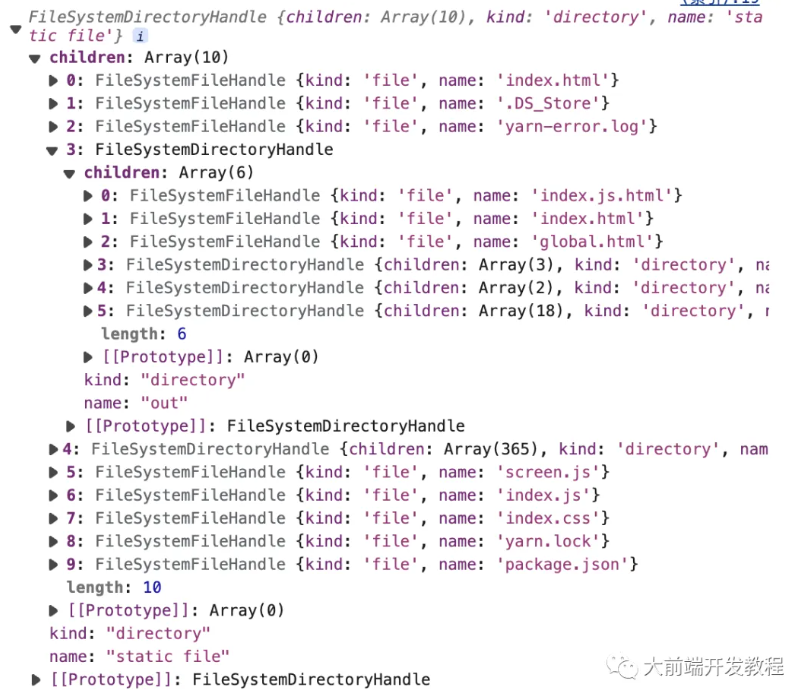 (索引):19
FileSystemDirectoryHandle {children: Array(10), kind: 'directory', name: 'sta
tic file'} i
children: Array(10)
0: FileSystemFileHandle {kind: 'file', name: 'index.html'}
1: FileSystemFileHandle {kind: 'file', name: '.DS_Store'}
2: FileSystemFileHandle {kind: 'file', name: 'yarn-error.log'}
3: FileSystemDirectoryHandle
children: Array(6)
0: FileSystemFileHandle {kind: 'file', name: 'index.js.html'}
1: FileSystemFileHandle {kind: 'file', name: 'index.html'}
2: FileSystemFileHandle {kind: 'file', name: 'global.html'}
3: FileSystemDirectoryHandle {children: Array(3), kind: 'directory', na
4: FileSystemDirectoryHandle {children: Array(2), kind: 'directory', na
5: FileSystemDirectoryHandle {children: Array(18), kind: 'directory',
length: 6
[[Prototype]]: Array(0)
kind: "directory"
name: "out"
[[Prototype]]: FileSystemDirectoryHandle
4: FileSystemDirectoryHandle {children: Array(365), kind: 'directory', nam
5: FileSystemFileHandle {kind: 'file', name: 'screen.js'}
6: FileSystemFileHandle {kind: 'file', name: 'index.js'}
7: FileSystemFileHandle {kind: 'file', name: 'index.css'}
8: FileSystemFileHandle {kind: 'file', name: 'yarn.lock'}
9: FileSystemFileHandle {kind: 'file', name: 'package.json'}
length: 10
[[Prototype]]: Array(0)
kind: "directory"
name: "static file"
[[Prototype]]: FileSystemDirectoryHandle
大前端开发教程